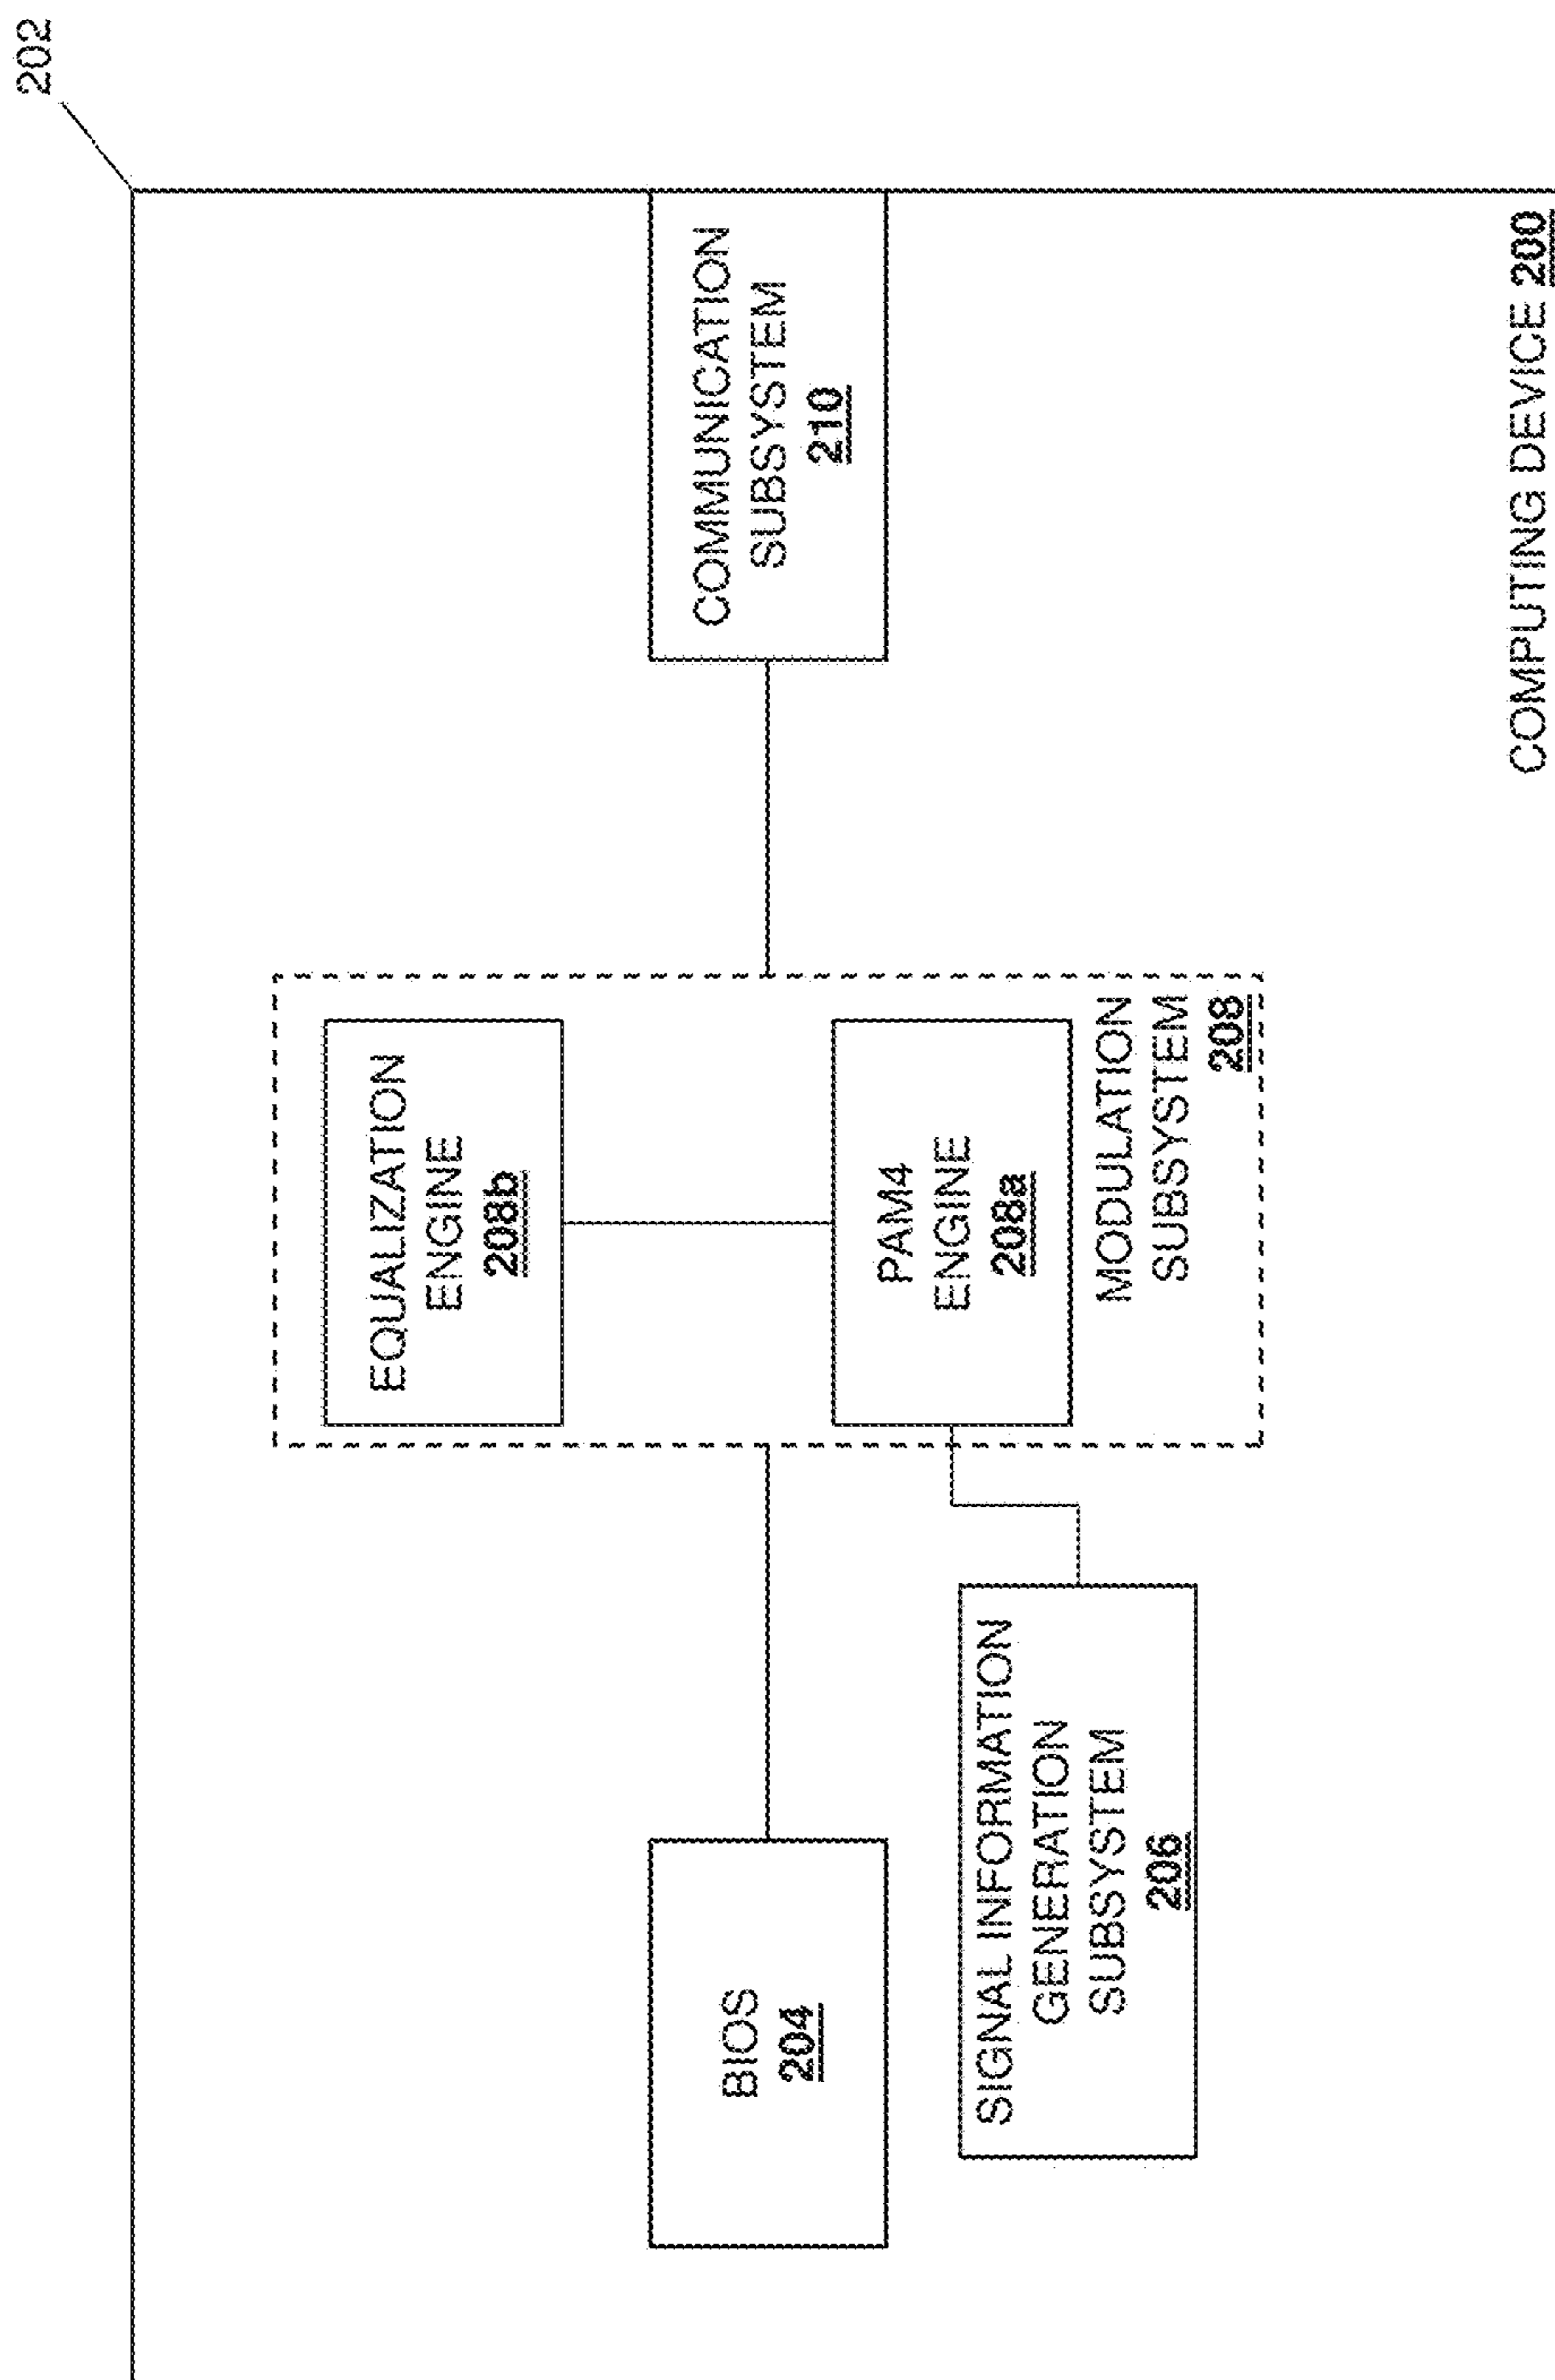 202
EQUALIZATION
ENGINE
208b
BIOS
204
COMMUNICATION
SUBSYSTEM
210
PAM4
ENGINE
208a
SIGNAL INFORMATION
GENERATION
SUBSYSTEM
206
MODULATION
SUBSYSTEM
208
COMPUTING DEVICE 200